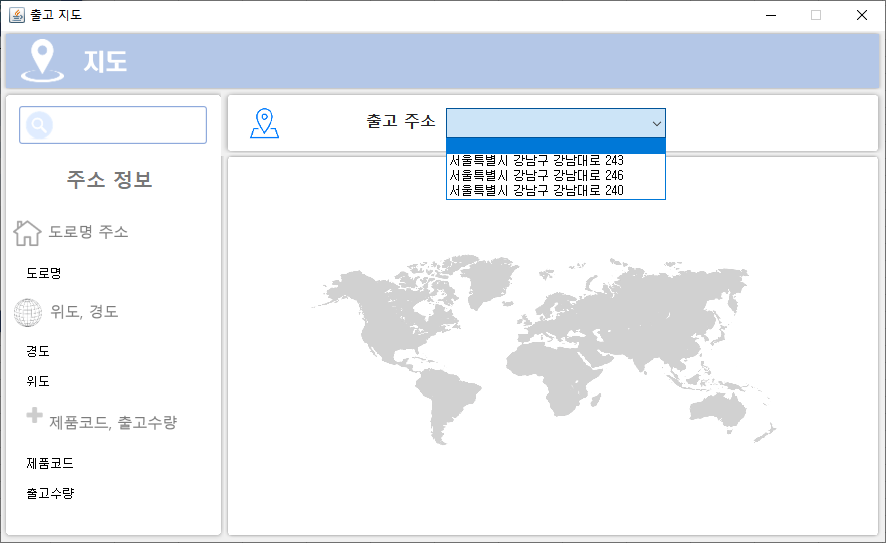 출고 지도
지도
출고 주소
서울특별시 강남구 강남대로 243
서울특별시 강남구 강남대로 246
서울특별시 강남구 강남대로 240
주소 정보
도로명 주소
도로명
위도, 경도
경도
위도
제품코드, 출고수량
제품코드
출고수량